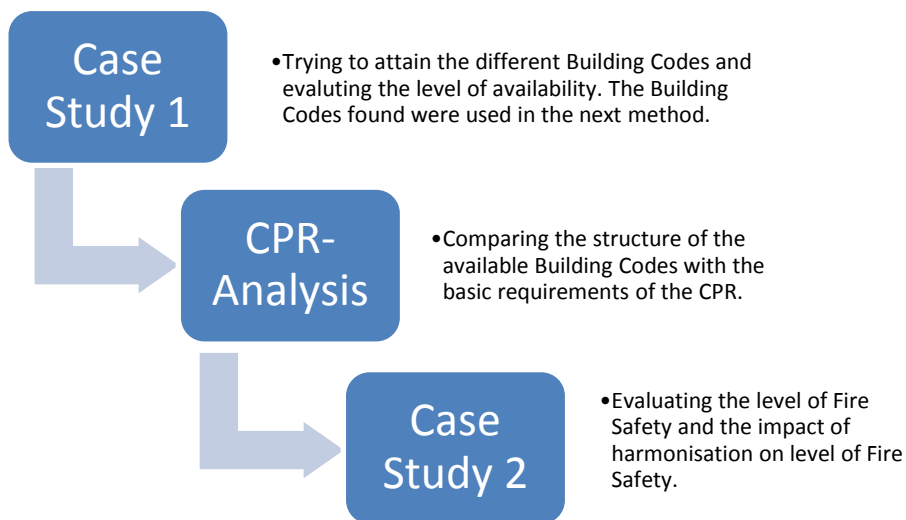 Case
Study 1
•Trying to attain the different Building Codes and
evaluting the level of availability. The Building
Codes found were used in the next method.
CPR-
Analysis
•Comparing the structure of the
available Building Codes with the
basic requirements of the CPR.
Case
Study 2
•Evaluating the level of Fire
Safety and the impact of
harmonisation on level of Fire
Safety.